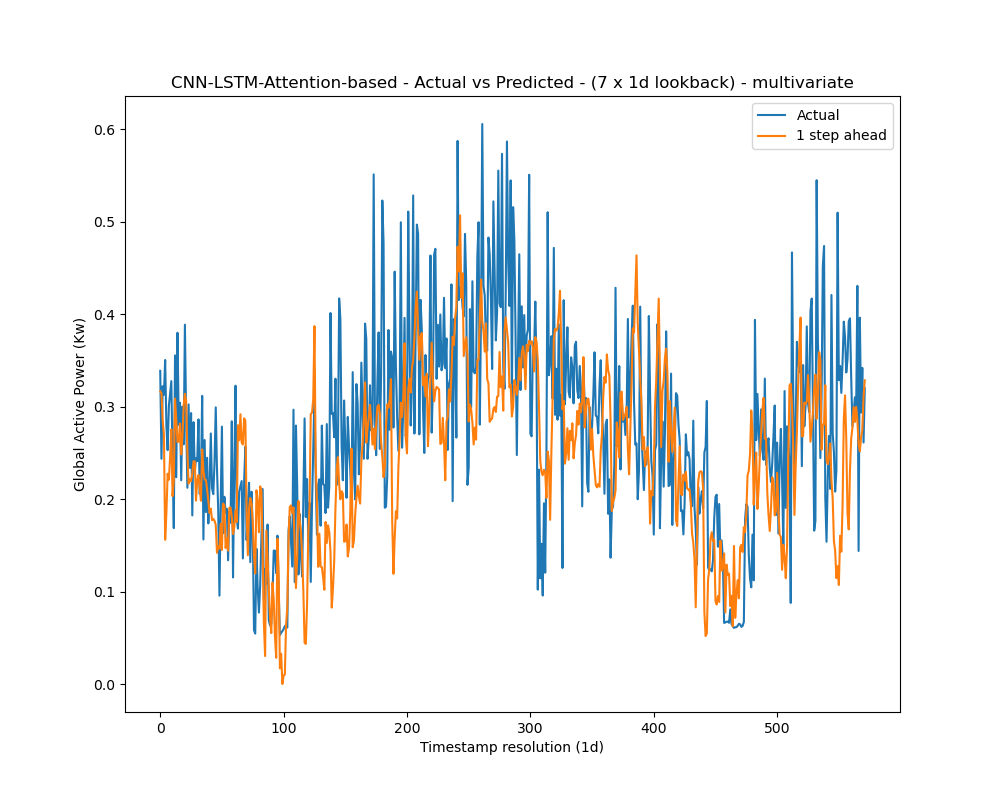 CNN-LSTM-Attention-based - Actual vs Predicted - (7 x 1d lookback) - multivariate
Actual
1 step ahead
Global Active Power (Kw)
0.6
0.5
0.4
0.3
0.2
0.1
0.0
0 100 200 300 400 500
Timestamp resolution (1d)